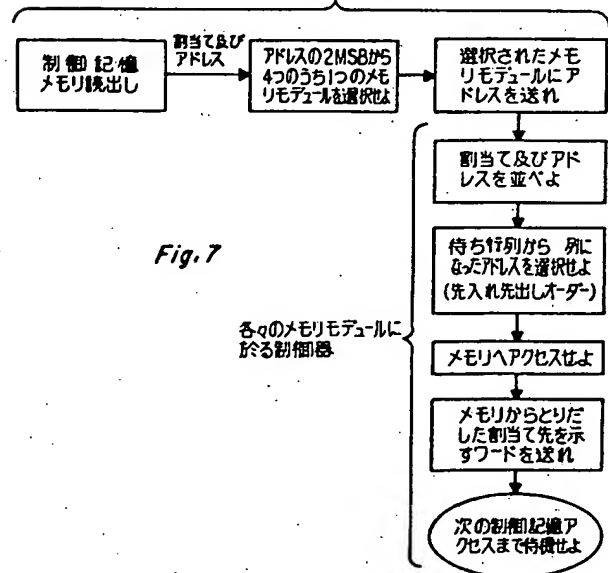 制御記憶
メモリ読出し
割当て及び
アドレス
アドレスの2MSBから
4つのうち1つのメモ
リモデュールを選択せよ
選択されたメモ
リモデュールにア
ドレスを送れ
割当て及びアド
レスを並べよ
待ち行列から 列に
なったアドレスを選択せよ
(先入れ先出しオーダー)
メモリへアクセスせよ
メモリからとりだ
した割当て先を示
すワードを送れ
次の制御記憶ア
クセスまで待機せよ
Fig.7
各々のメモリモデュールに
於る制御器